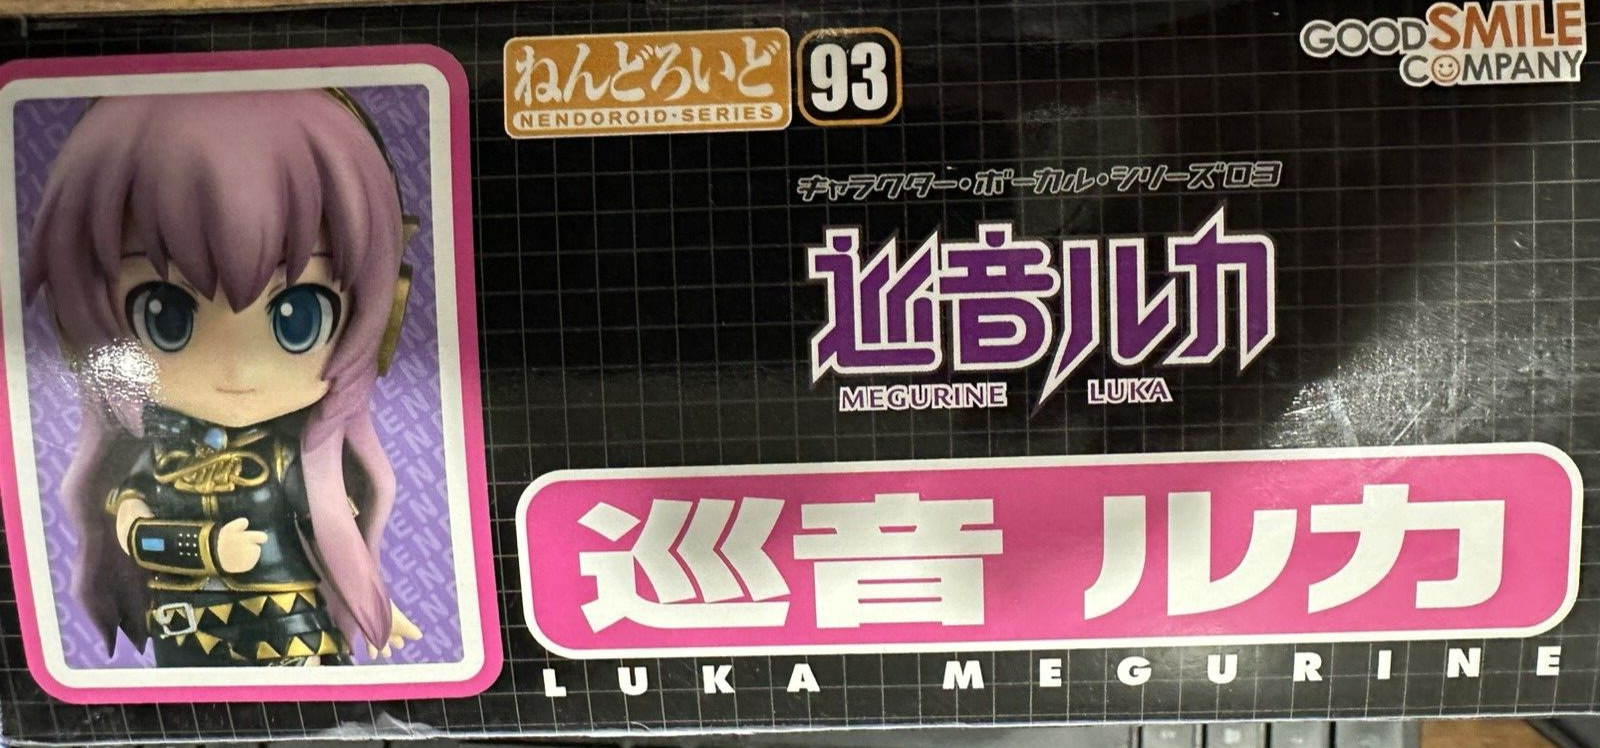 ねんどろいど
NENDOROID·SERIES
93
GOOD SMILE
COMPANY
キャラクター・ボーカル・シリーズ03
巡音ルカ
MEGURINE LUKA
巡音 ルカ
LUKA MEGURINE